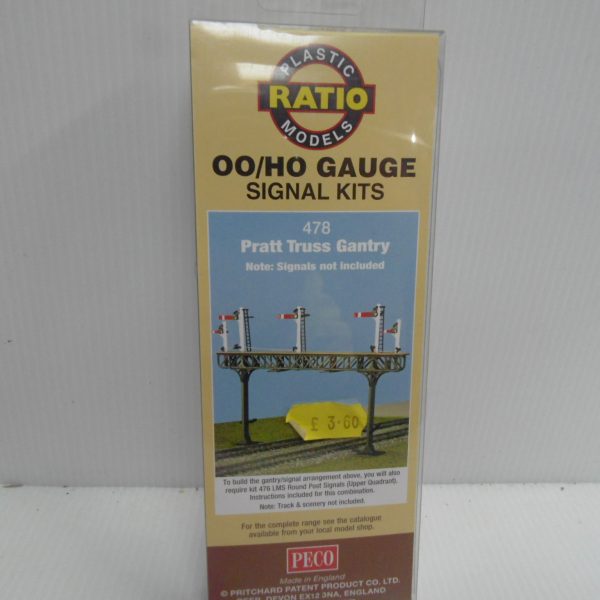 PLASTIC
RATIO
MODELS
OO/HO GAUGE
SIGNAL KITS
478
Pratt Truss Gantry
Note: Signals not included
£ 3-60
To build the gantry/signal arrangement above, you will also
require kit 476 LMS Round Post Signals (Upper Quadrant).
Instructions included for this combination.
Note: Track & scenery not included.
For the complete range see the catalogue
available from your local model shop.
PECO
Made in England
© PRITCHARD PATENT PRODUCT CO. LTD.
BEER, DEVON EX12 3NA, ENGLAND